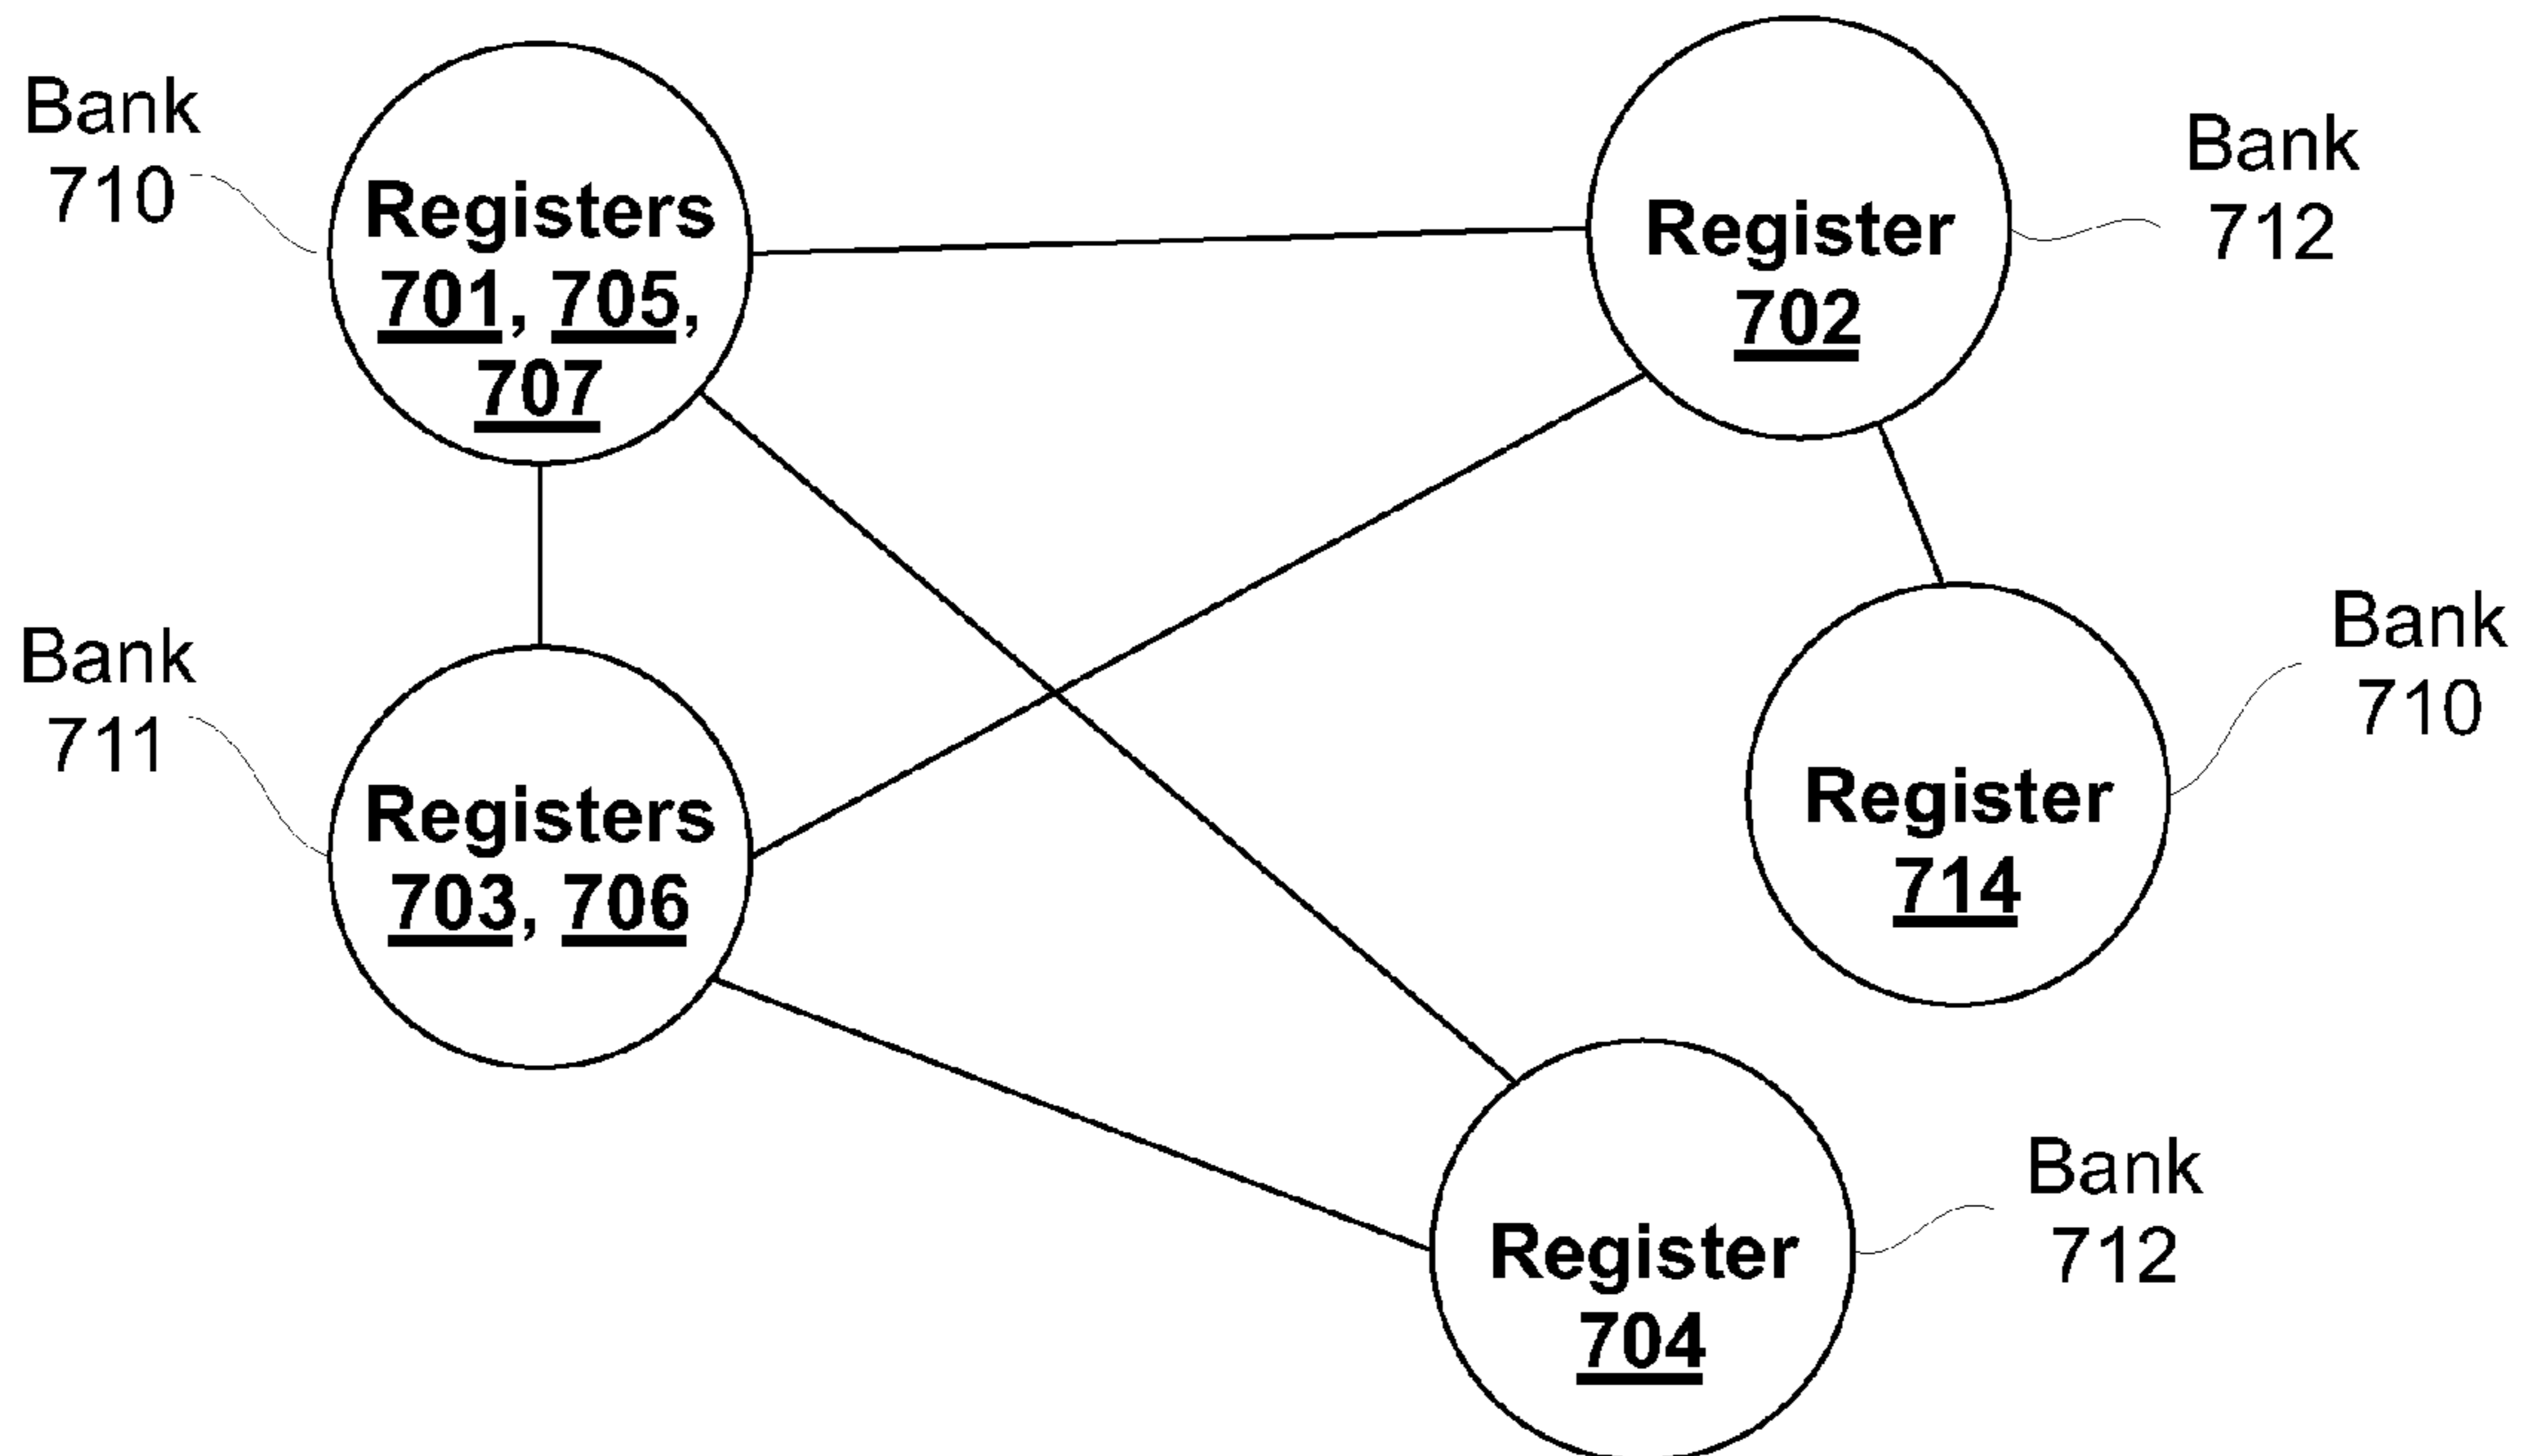 Bank
710
Registers
701, 705,
707
Register
702
Bank
712
Bank
711
Registers
703, 706
Bank
710
Register
714
Register
704
Bank
712